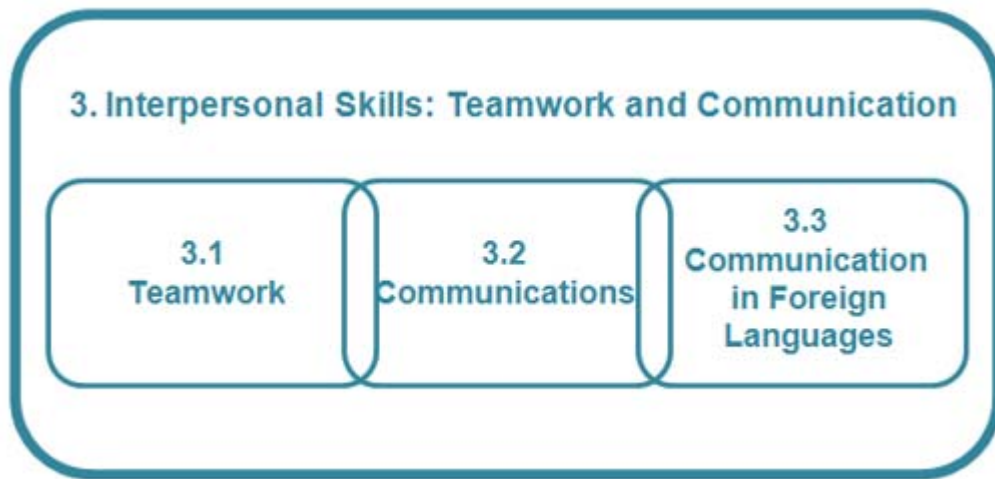 3. Interpersonal Skills: Teamwork and Communication
3.1
Teamwork
3.2
Communications
3.3
Communication
in Foreign
Languages